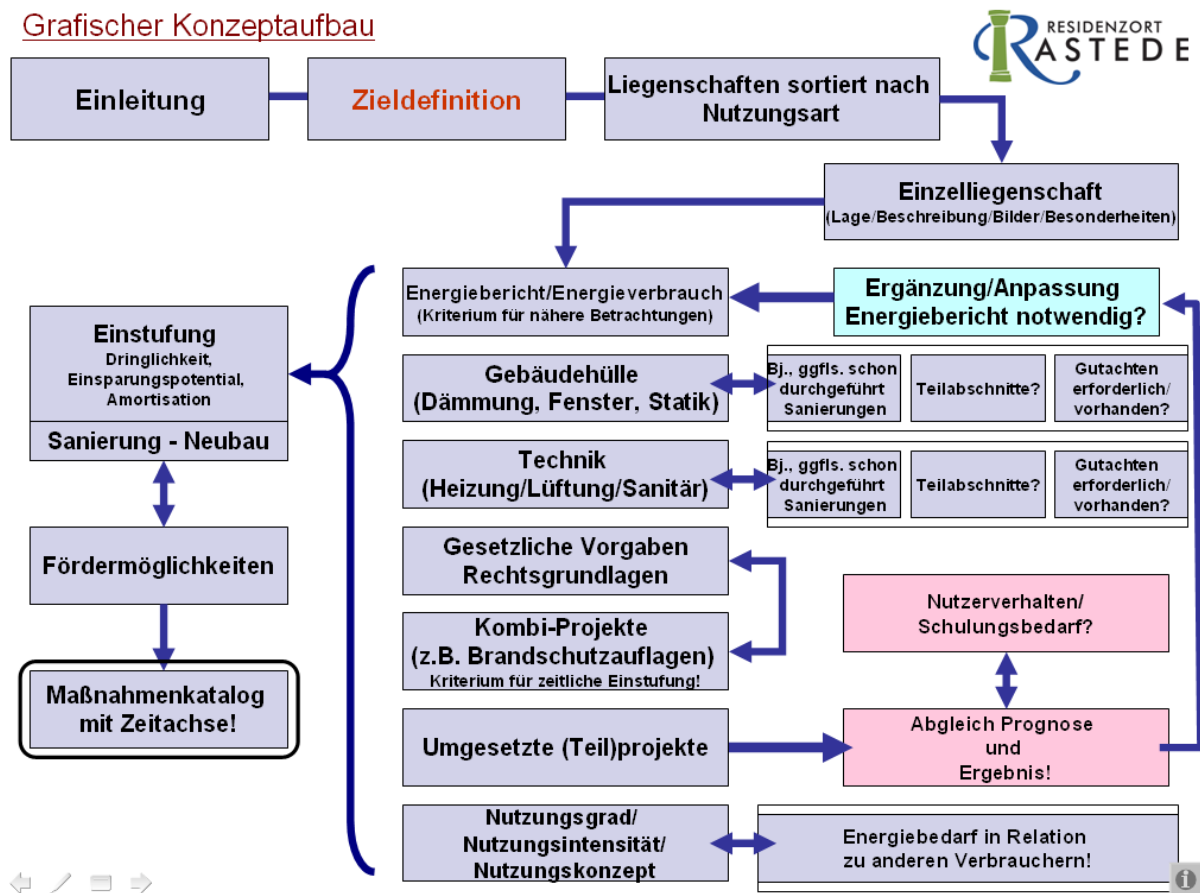 Grafischer Konzeptaufbau
RESIDENZORT
RASTEDE
Einleitung
Zieldefinition
Liegenschaften sortiert nach
Nutzungsart
Einzelliegenschaft
(Lage/Beschreibung/Bilder/Besonderheiten)
Energiebericht/Energieverbrauch
(Kriterium für nähere Betrachtungen)
Ergänzung/Anpassung
Energiebericht notwendig?
Einstufung
Dringlichkeit,
Einsparungspotential,
Amortisation
Sanierung - Neubau
Gebäudehülle
(Dämmung, Fenster, Statik)
Bj., ggfls. schon
durchgeführt
Sanierungen
Teilabschnitte?
Gutachten
erforderlich/
vorhanden?
Technik
(Heizung/Lüftung/Sanitär)
Bj., ggfls. schon
durchgeführt
Sanierungen
Teilabschnitte?
Gutachten
erforderlich/
vorhanden?
Fördermöglichkeiten
Gesetzliche Vorgaben
Rechtsgrundlagen
Kombi-Projekte
(z.B. Brandschutzauflagen)
Kriterium für zeitliche Einstufung!
Nutzerverhalten/
Schulungsbedarf?
Maßnahmenkatalog
mit Zeitachse!
Umgesetzte (Teil)projekte
Abgleich Prognose
und
Ergebnis!
Nutzungsgrad/
Nutzungsintensität/
Nutzungskonzept
Energiebedarf in Relation
zu anderen Verbrauchern!